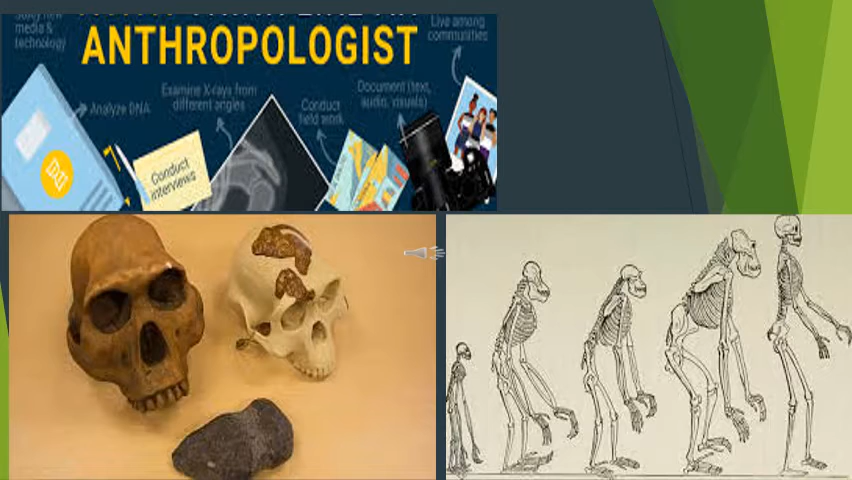 Study new
media &
technology
ANTHROPOLOGIST
Live among
communities
Analyze DNA
Examine X-rays from
different angles
Conduct
field work
Document (text,
audio, visuals)
Conduct
interviews